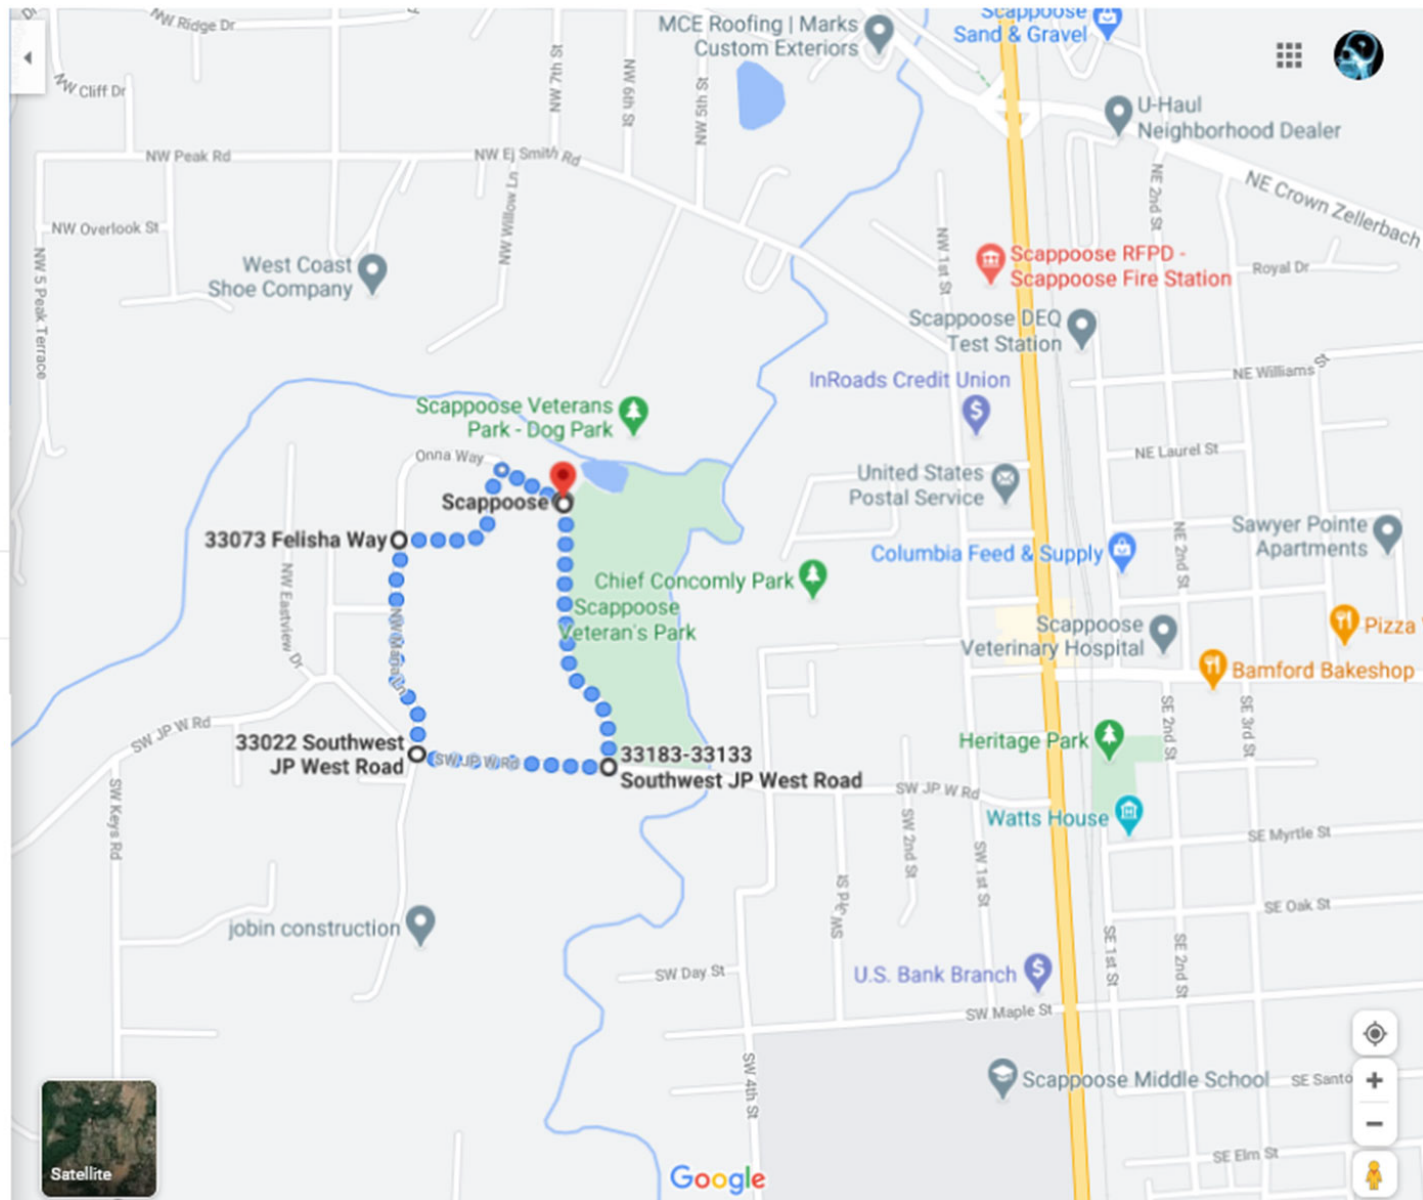 NW Ridge Dr
MCE Roofing | Marks
Custom Exteriors
Scappoose
Sand & Gravel
NW Cliff Dr
NW 7th St
NW 6th St
NW 5th St
U-Haul
Neighborhood Dealer
NW Peak Rd
NW Ej Smith Rd
NE 2nd St
NE Crown Zellerbach
NW Overlook St
NW Willow Ln
NW 1st St
NW 5 Peak Terrace
West Coast
Shoe Company
Scappoose RFPD -
Scappoose Fire Station
Royal Dr
Scappoose DEQ
Test Station
InRoads Credit Union
NE Williams St
Scappoose Veterans
Park - Dog Park
Onna Way
NE Laurel St
United States
Postal Service
Scappoose
33073 Felisha Way
Sawyer Pointe
Apartments
Columbia Feed & Supply
NE 2nd St
NW Eastview Dr
NW Maria Ln
Chief Concomly Park
Scappoose
Veteran's Park
Scappoose
Veterinary Hospital
Pizza
Bamford Bakeshop
SW JP W Rd
33022 Southwest
JP West Road
SW JP W Rd
33183-33133
Southwest JP West Road
Heritage Park
SE 2nd St
SE 3rd St
SW Keys Rd
SW JP W Rd
Watts House
SE Myrtle St
SW 2nd St
SW 1st St
SW 3rd St
SE Oak St
jobin construction
SE 1st St
SE 2nd St
SW Day St
U.S. Bank Branch
SW Maple St
SW 4th St
Scappoose Middle School
SE Santo
SE Elm St
Satellite
Google